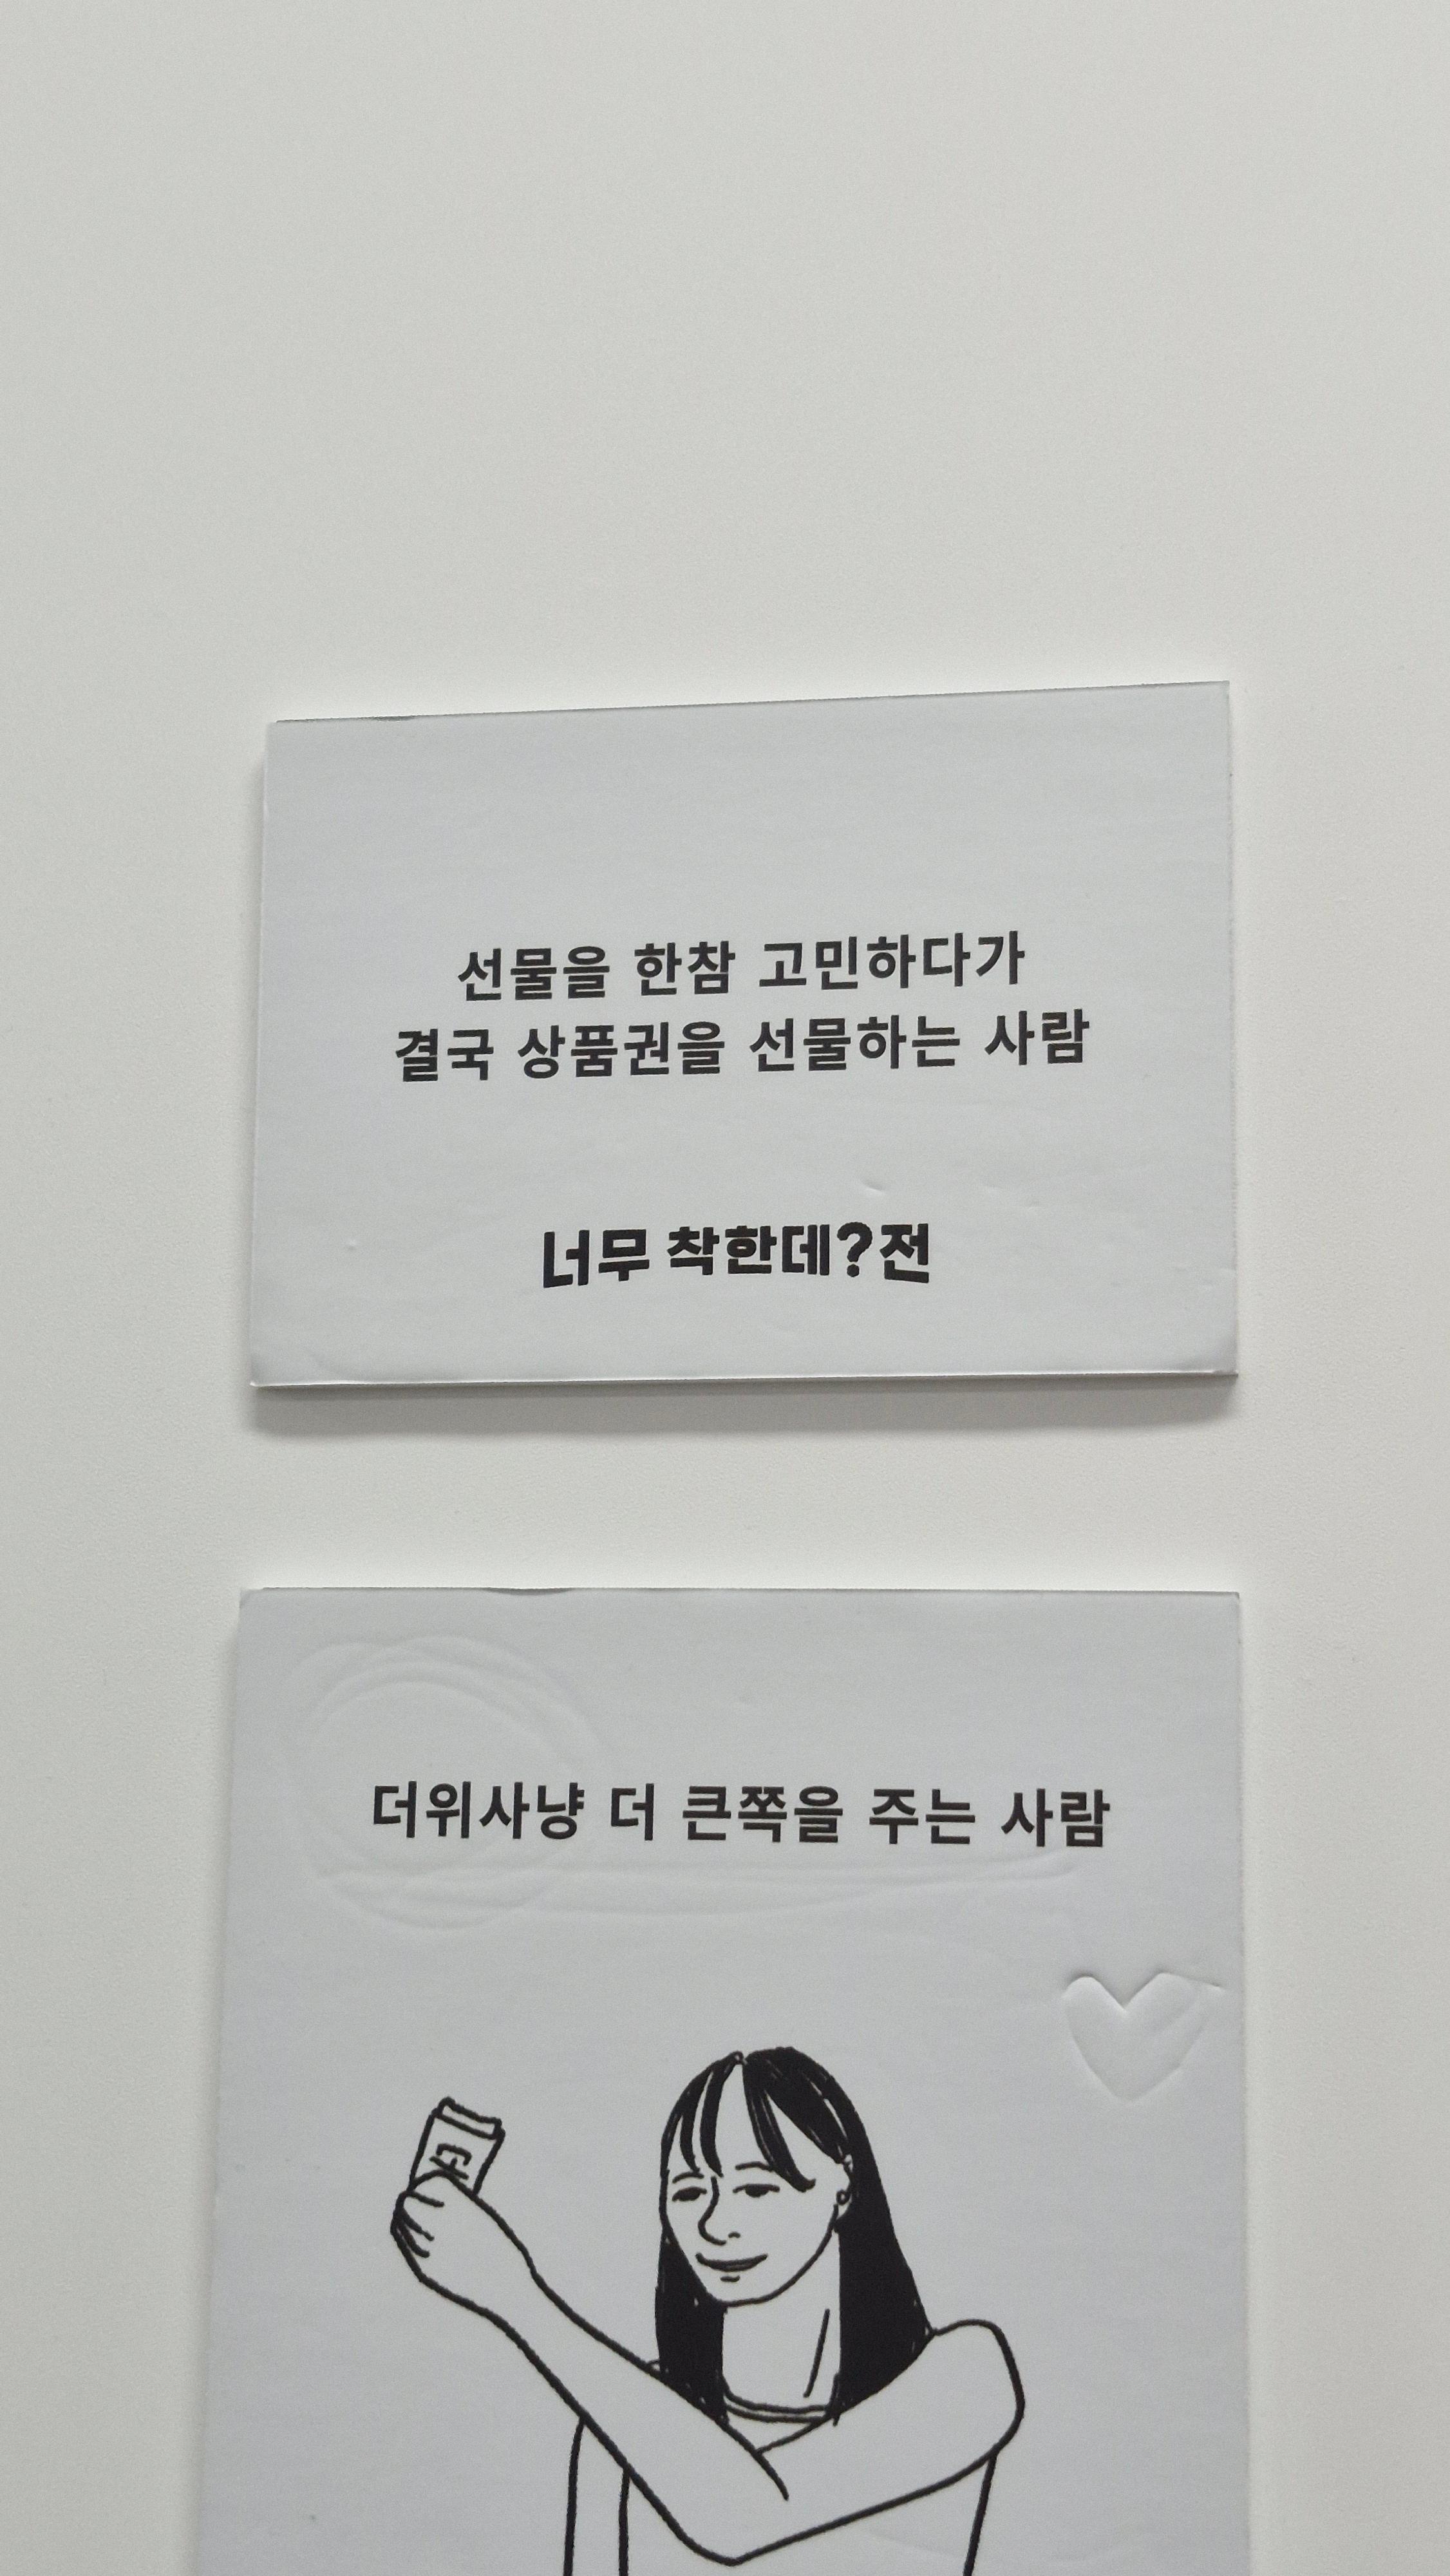 선물을 한참 고민하다가
결국 상품권을 선물하는 사람
너무 착한데?전
더위사냥 더 큰쪽을 주는 사람